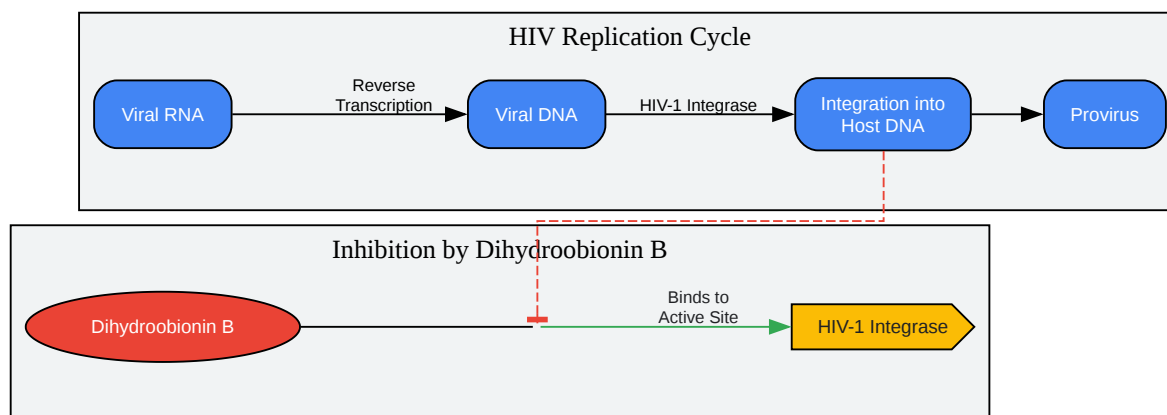 HIV Replication Cycle
Viral RNA
Reverse
Transcription
Viral DNA
HIV-1 Integrase
Integration into
Host DNA
Provirus
Inhibition by Dihydroobionin B
Dihydroobionin B
Binds to
Active Site
HIV-1 Integrase